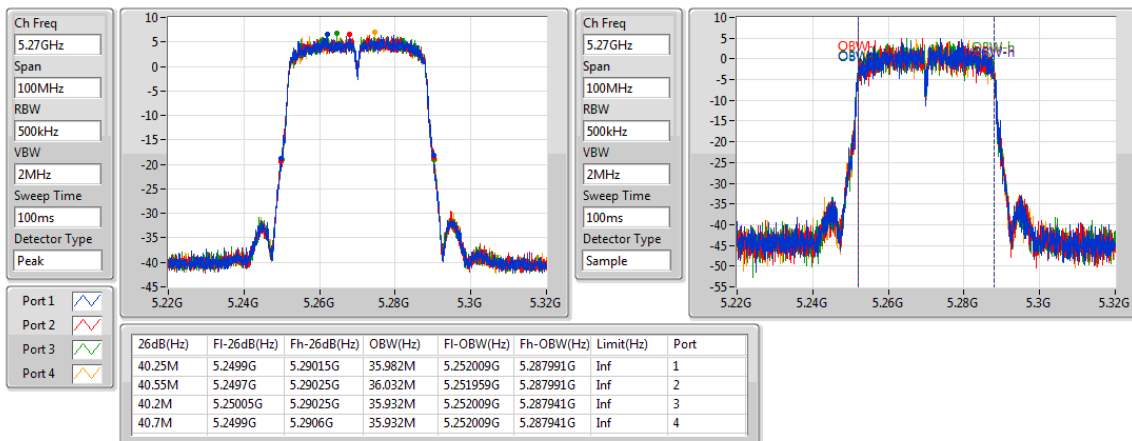 Ch Freq
5.27GHz
Span
100MHz
RBW
500kHz
VBW
2MHz
Sweep Time
100ms
Detector Type
Peak
10
5
0
-5
-10
-15
-20
-25
-30
-35
-40
-45
5.22G 5.24G 5.26G 5.28G 5.3G 5.32G
Ch Freq
5.27GHz
Span
100MHz
RBW
500kHz
VBW
2MHz
Sweep Time
100ms
Detector Type
Sample
10
5
0
-5
-10
-15
-20
-25
-30
-35
-40
-45
-50
-55
5.22G 5.24G 5.26G 5.28G 5.3G 5.32G
OBW-h
Port 1
Port 2
Port 3
Port 4
26dB(Hz) Fl-26dB(Hz) Fh-26dB(Hz) OBW(Hz) Fl-OBW(Hz) Fh-OBW(Hz) Limit(Hz) Port
40.25M 5.2499G 5.29015G 35.982M 5.252009G 5.287991G Inf 1
40.55M 5.2497G 5.29025G 36.032M 5.251959G 5.287991G Inf 2
40.2M 5.25005G 5.29025G 35.932M 5.252009G 5.287941G Inf 3
40.7M 5.2499G 5.2906G 35.932M 5.252009G 5.287941G Inf 4